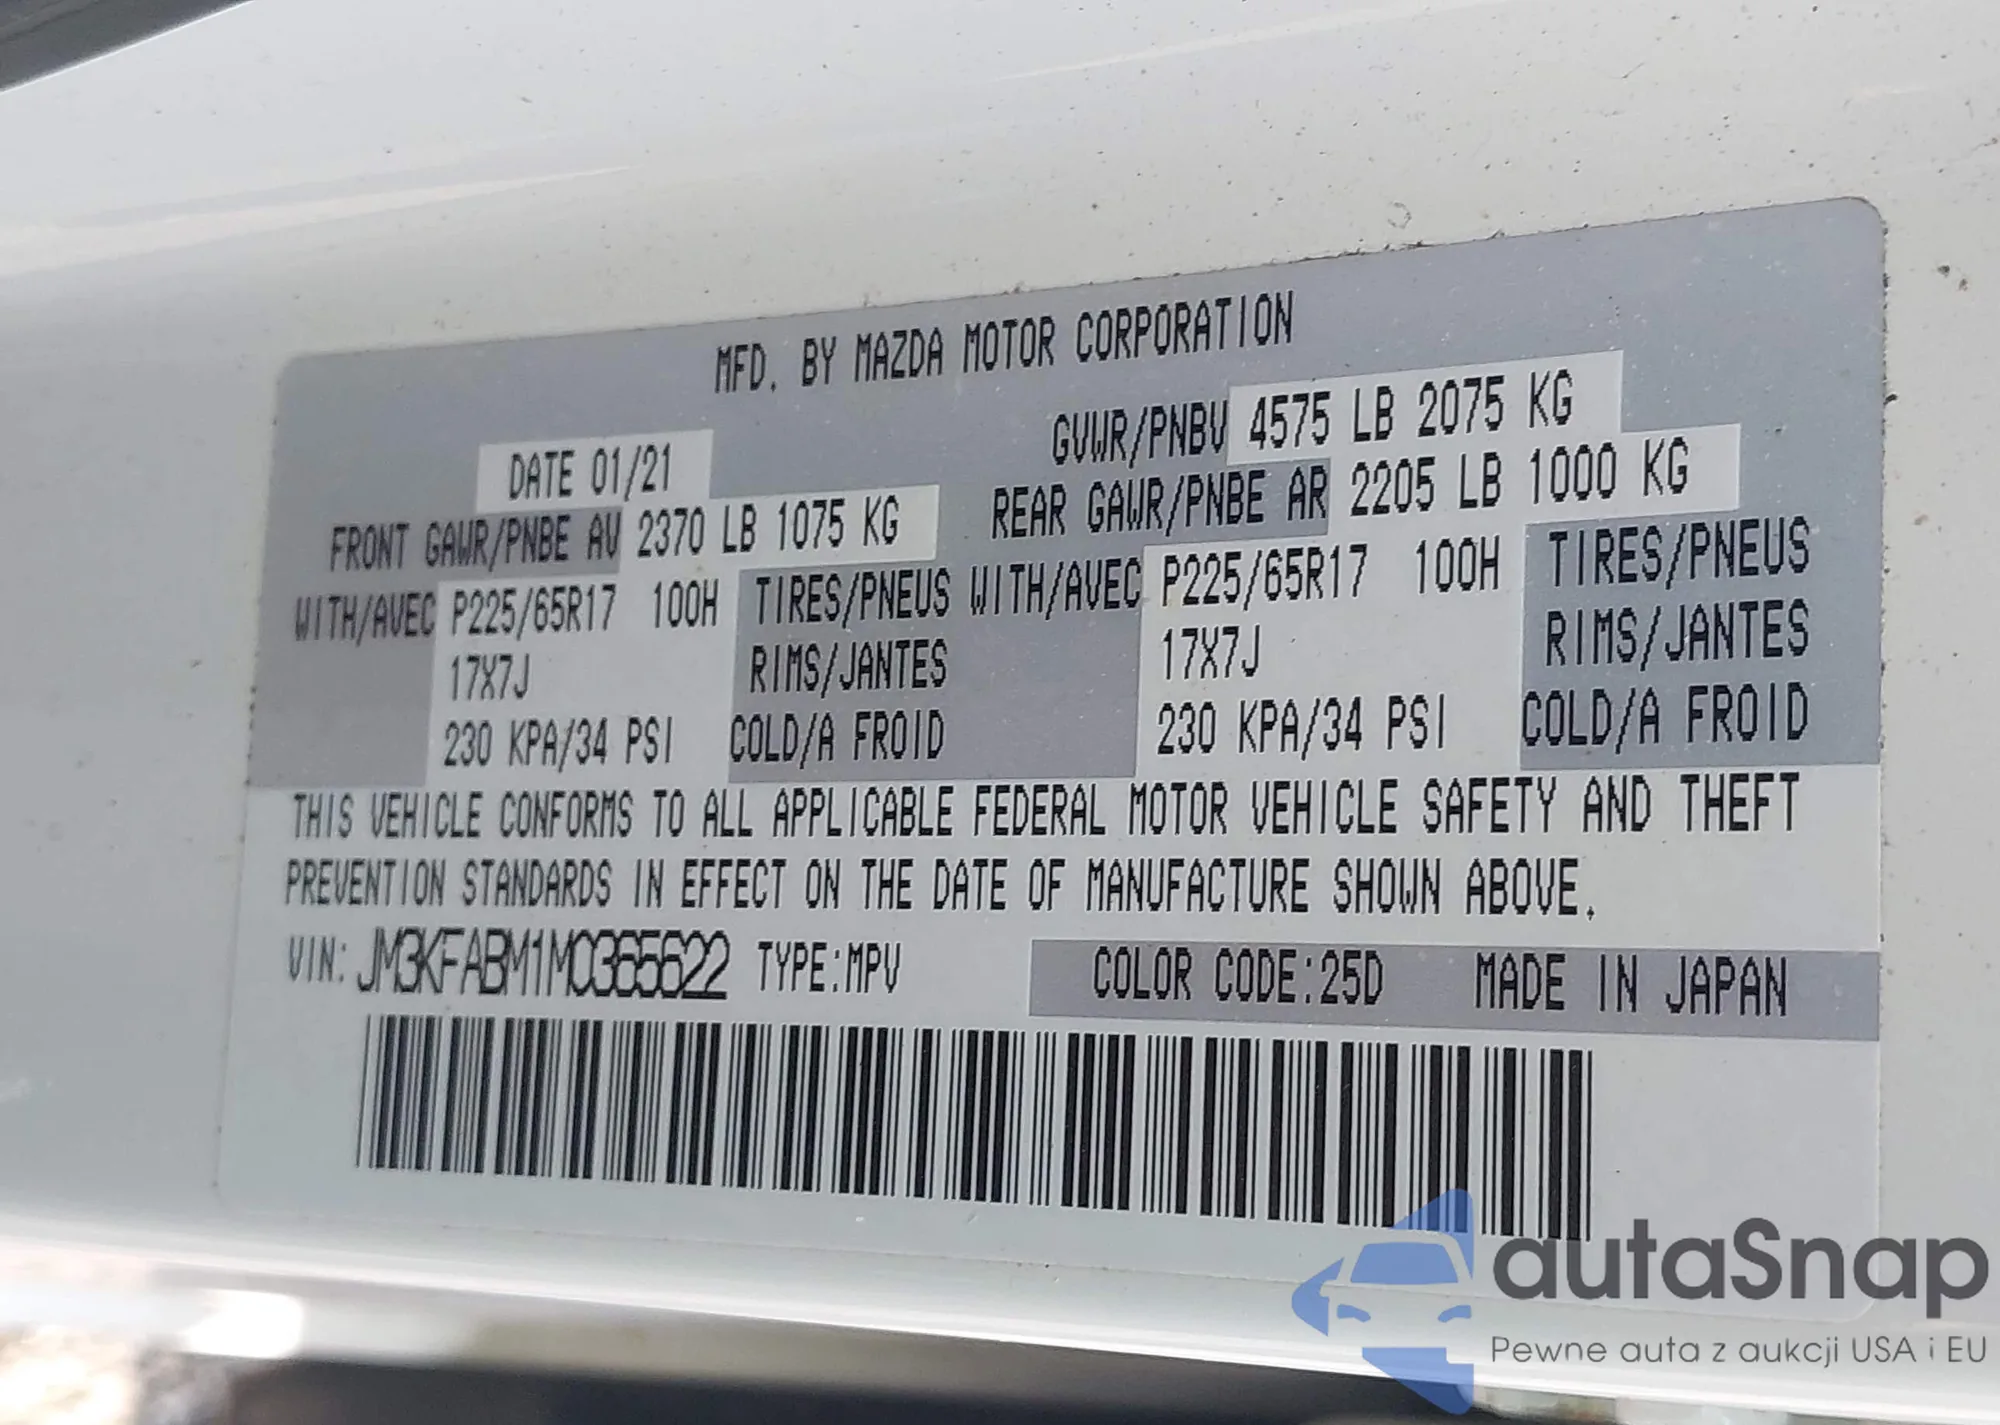 MFD. BY MAZDA MOTOR CORPORATION
DATE 01/21 GVWR/PNBV 4575 LB 2075 KG
FRONT GAWR/PNBE AV 2370 LB 1075 KG REAR GAWR/PNBE AR 2205 LB 1000 KG
WITH/AVEC P225/65R17 100H TIRES/PNEUS WITH/AVEC P225/65R17 100H TIRES/PNEUS
17X7J RIMS/JANTES 17X7J RIMS/JANTES
230 KPA/34 PSI COLD/A FROID 230 KPA/34 PSI COLD/A FROID
THIS VEHICLE CONFORMS TO ALL APPLICABLE FEDERAL MOTOR VEHICLE SAFETY AND THEFT
PREVENTION STANDARDS IN EFFECT ON THE DATE OF MANUFACTURE SHOWN ABOVE.
VIN: JM3KFABM1M0365622 TYPE:MPV COLOR CODE:25D MADE IN JAPAN
autaSnap
Pewne auta z aukcji USA i EU